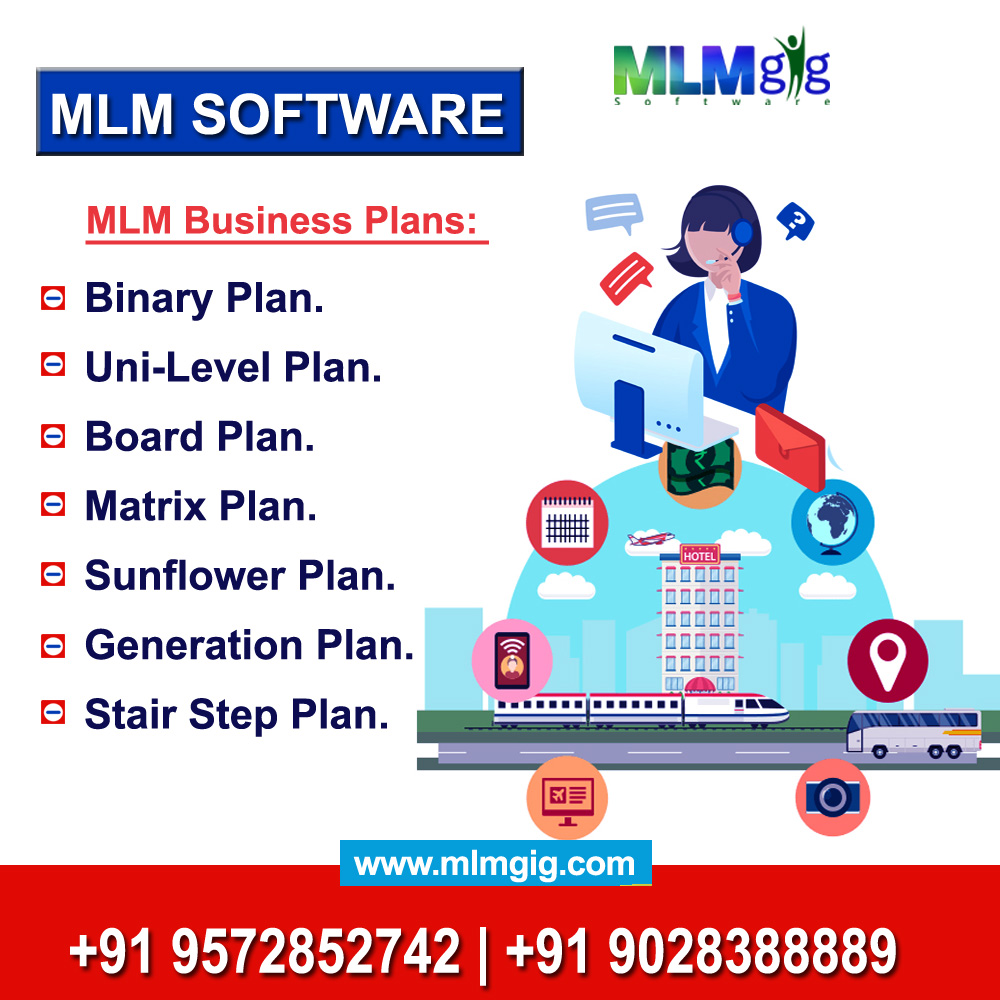 MLM SOFTWARE
MLMgig
Software
MLM Business Plans:
Binary Plan.
Uni-Level Plan.
Board Plan.
Matrix Plan.
Sunflower Plan.
Generation Plan.
Stair Step Plan.
?
₹
HOTEL
www.mlmgig.com
+91 9572852742 | +91 9028388889